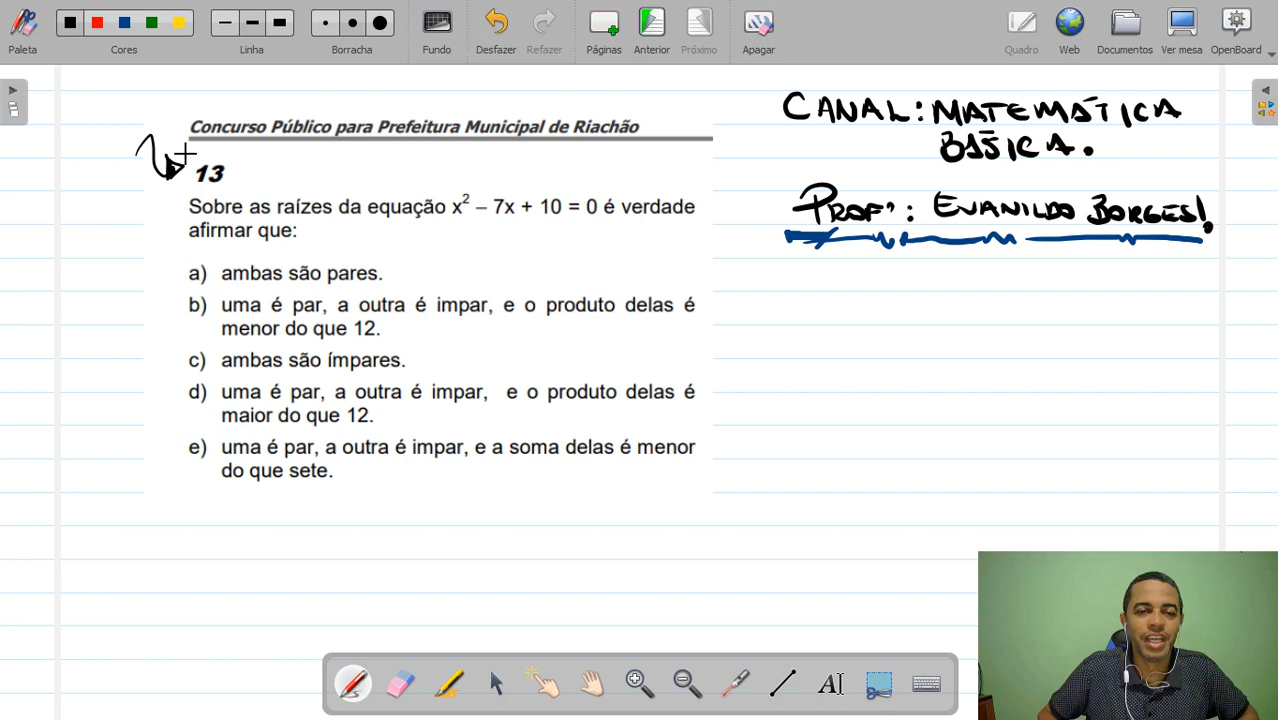 Paleta
Cores
Linha
Borracha
Fundo
Desfazer
Refazer
Páginas
Anterior
Próximo
Apagar
Quadro
Web
Documentos
Ver mesa
OpenBoard
Concurso Público para Prefeitura Municipal de Riachão
13
Sobre as raízes da equação x² – 7x + 10 = 0 é verdade
afirmar que:
a) ambas são pares.
b) uma é par, a outra é impar, e o produto delas é
menor do que 12.
c) ambas são ímpares.
d) uma é par, a outra é impar, e o produto delas é
maior do que 12.
e) uma é par, a outra é impar, e a soma delas é menor
do que sete.
CANAL: MATEMÁTICA
BÁSICA.
PROF°: EVANILDO BORGES!
AI